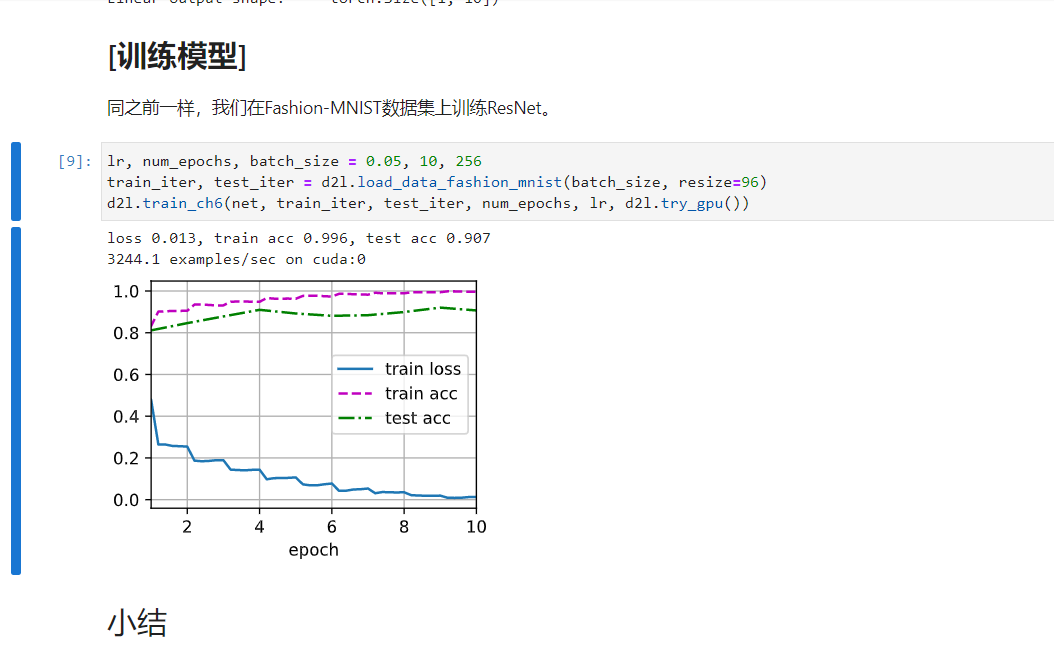 Linear output shape: torch.Size([1, 10])
[训练模型]
同之前一样，我们在Fashion-MNIST数据集上训练ResNet。
[9]: lr, num_epochs, batch_size = 0.05, 10, 256
train_iter, test_iter = d2l.load_data_fashion_mnist(batch_size, resize=96)
d2l.train_ch6(net, train_iter, test_iter, num_epochs, lr, d2l.try_gpu())
loss 0.013, train acc 0.996, test acc 0.907
3244.1 examples/sec on cuda:0
1.0
0.8
0.6
0.4
0.2
0.0
train loss
train acc
test acc
2 4 6 8 10
epoch
小结